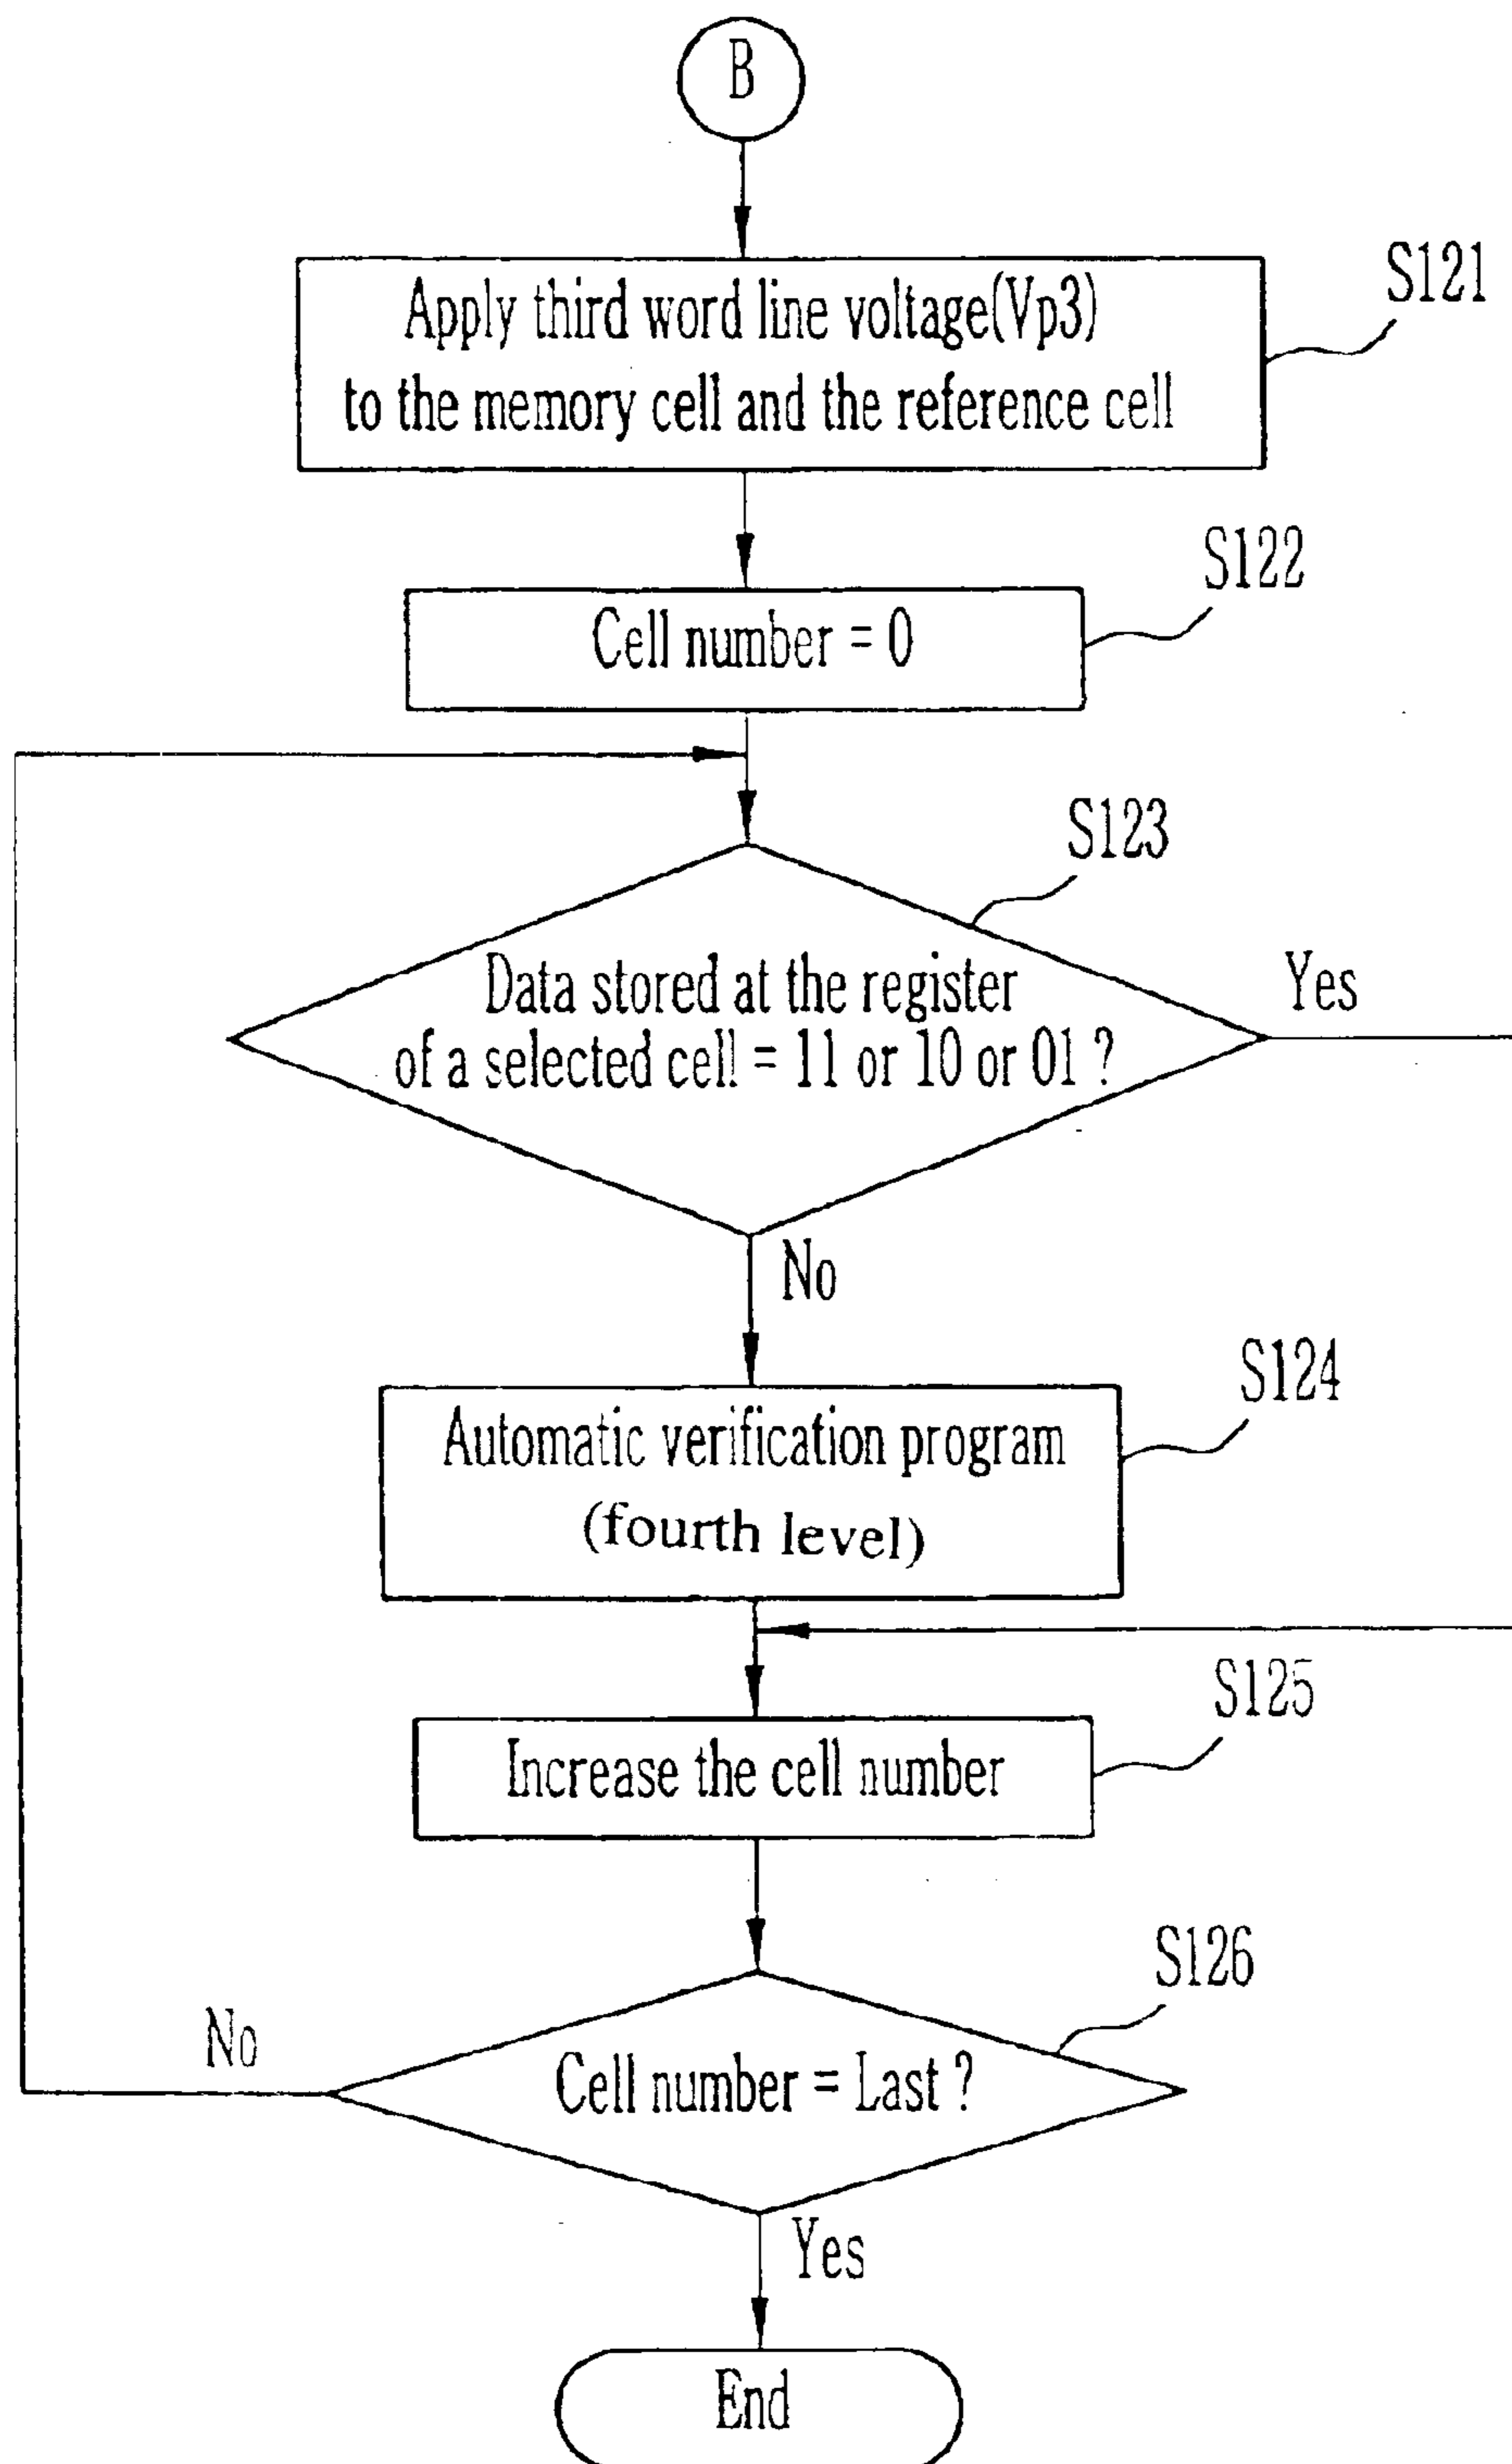 B
Apply third word line voltage(Vp3)
to the memory cell and the reference cell
S121
Cell number = 0
S122
S123
Data stored at the register
of a selected cell = 11 or 10 or 01 ?
Yes
No
Automatic verification program
(fourth level)
S124
Increase the cell number
S125
S126
Cell number = Last ?
No
Yes
End